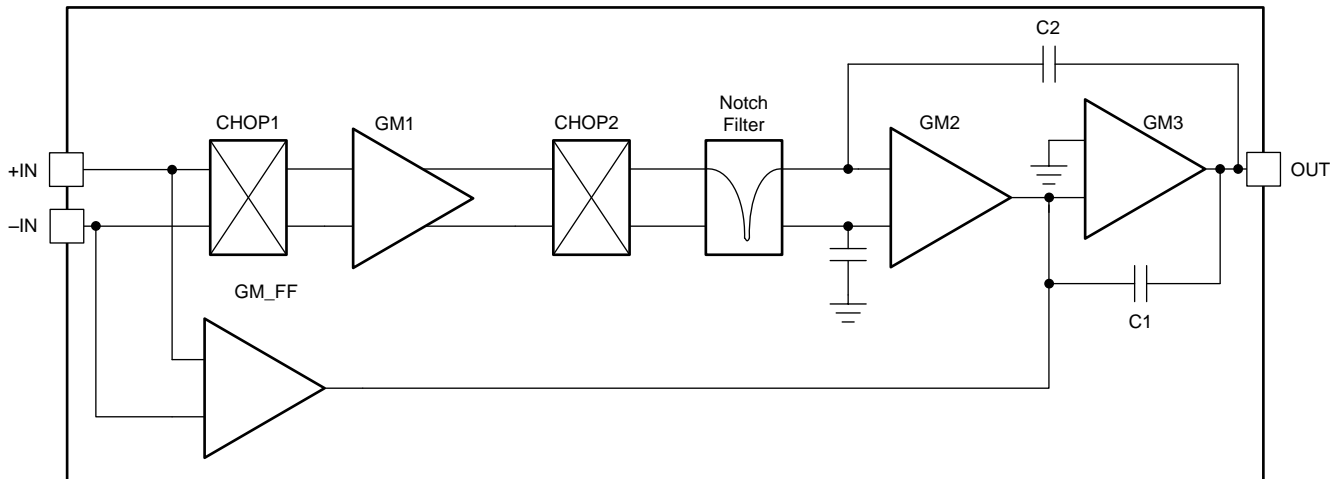 C2
CHOP1
GM1
CHOP2
Notch
Filter
GM2
GM3
+IN
–IN
OUT
GM_FF
C1